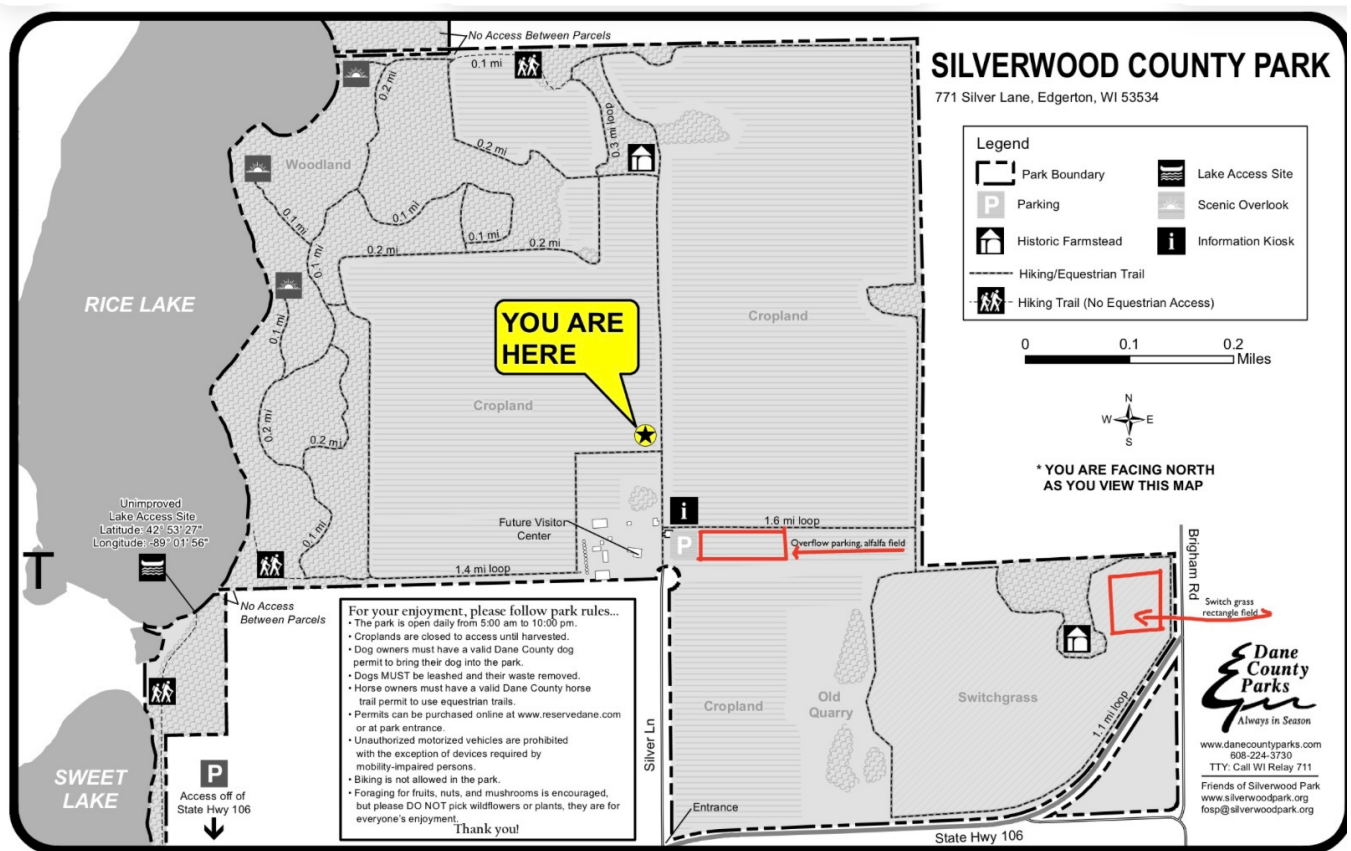 No Access Between Parcels
SILVERWOOD COUNTY PARK
771 Silver Lane, Edgerton, WI 53534
Legend
Park Boundary
Lake Access Site
P
Parking
Scenic Overlook
Historic Farmstead
i
Information Kiosk
Hiking/Equestrian Trail
Hiking Trail (No Equestrian Access)
0 0.1 0.2
Miles
N
W E
S
* YOU ARE FACING NORTH
AS YOU VIEW THIS MAP
0.1 mi
0.2 mi
0.3 mi loop
0.2 mi
Woodland
0.1 mi
0.1 mi
0.1 mi
0.2 mi
0.2 mi
0.1 mi
RICE LAKE
0.1 mi
YOU ARE
HERE
Cropland
Cropland
0.2 mi
0.2 mi
Unimproved
Lake Access Site
Latitude: 42° 53' 27"
Longitude: -89° 01' 56"
T
0.1 mi
Future Visitor
Center
i
1.6 mi loop
P
Overflow parking, alfalfa field
1.4 mi loop
No Access
Between Parcels
Brigham Rd
Switch grass
rectangle field
For your enjoyment, please follow park rules...
• The park is open daily from 5:00 am to 10:00 pm.
• Croplands are closed to access until harvested.
• Dog owners must have a valid Dane County dog
permit to bring their dog into the park.
• Dogs MUST be leashed and their waste removed.
• Horse owners must have a valid Dane County horse
trail permit to use equestrian trails.
• Permits can be purchased online at www.reservedane.com
or at park entrance.
• Unauthorized motorized vehicles are prohibited
with the exception of devices required by
mobility-impaired persons.
• Biking is not allowed in the park.
• Foraging for fruits, nuts, and mushrooms is encouraged,
but please DO NOT pick wildflowers or plants, they are for
everyone's enjoyment.
Thank you!
Silver Ln
Cropland
Old
Quarry
Switchgrass
1.1 mi loop
Entrance
State Hwy 106
SWEET
LAKE
P
Access off of
State Hwy 106
Dane
County
Parks
Always in Season
www.danecountyparks.com
608-224-3730
TTY: Call WI Relay 711
Friends of Silverwood Park
www.silverwoodpark.org
fosp@silverwoodpark.org